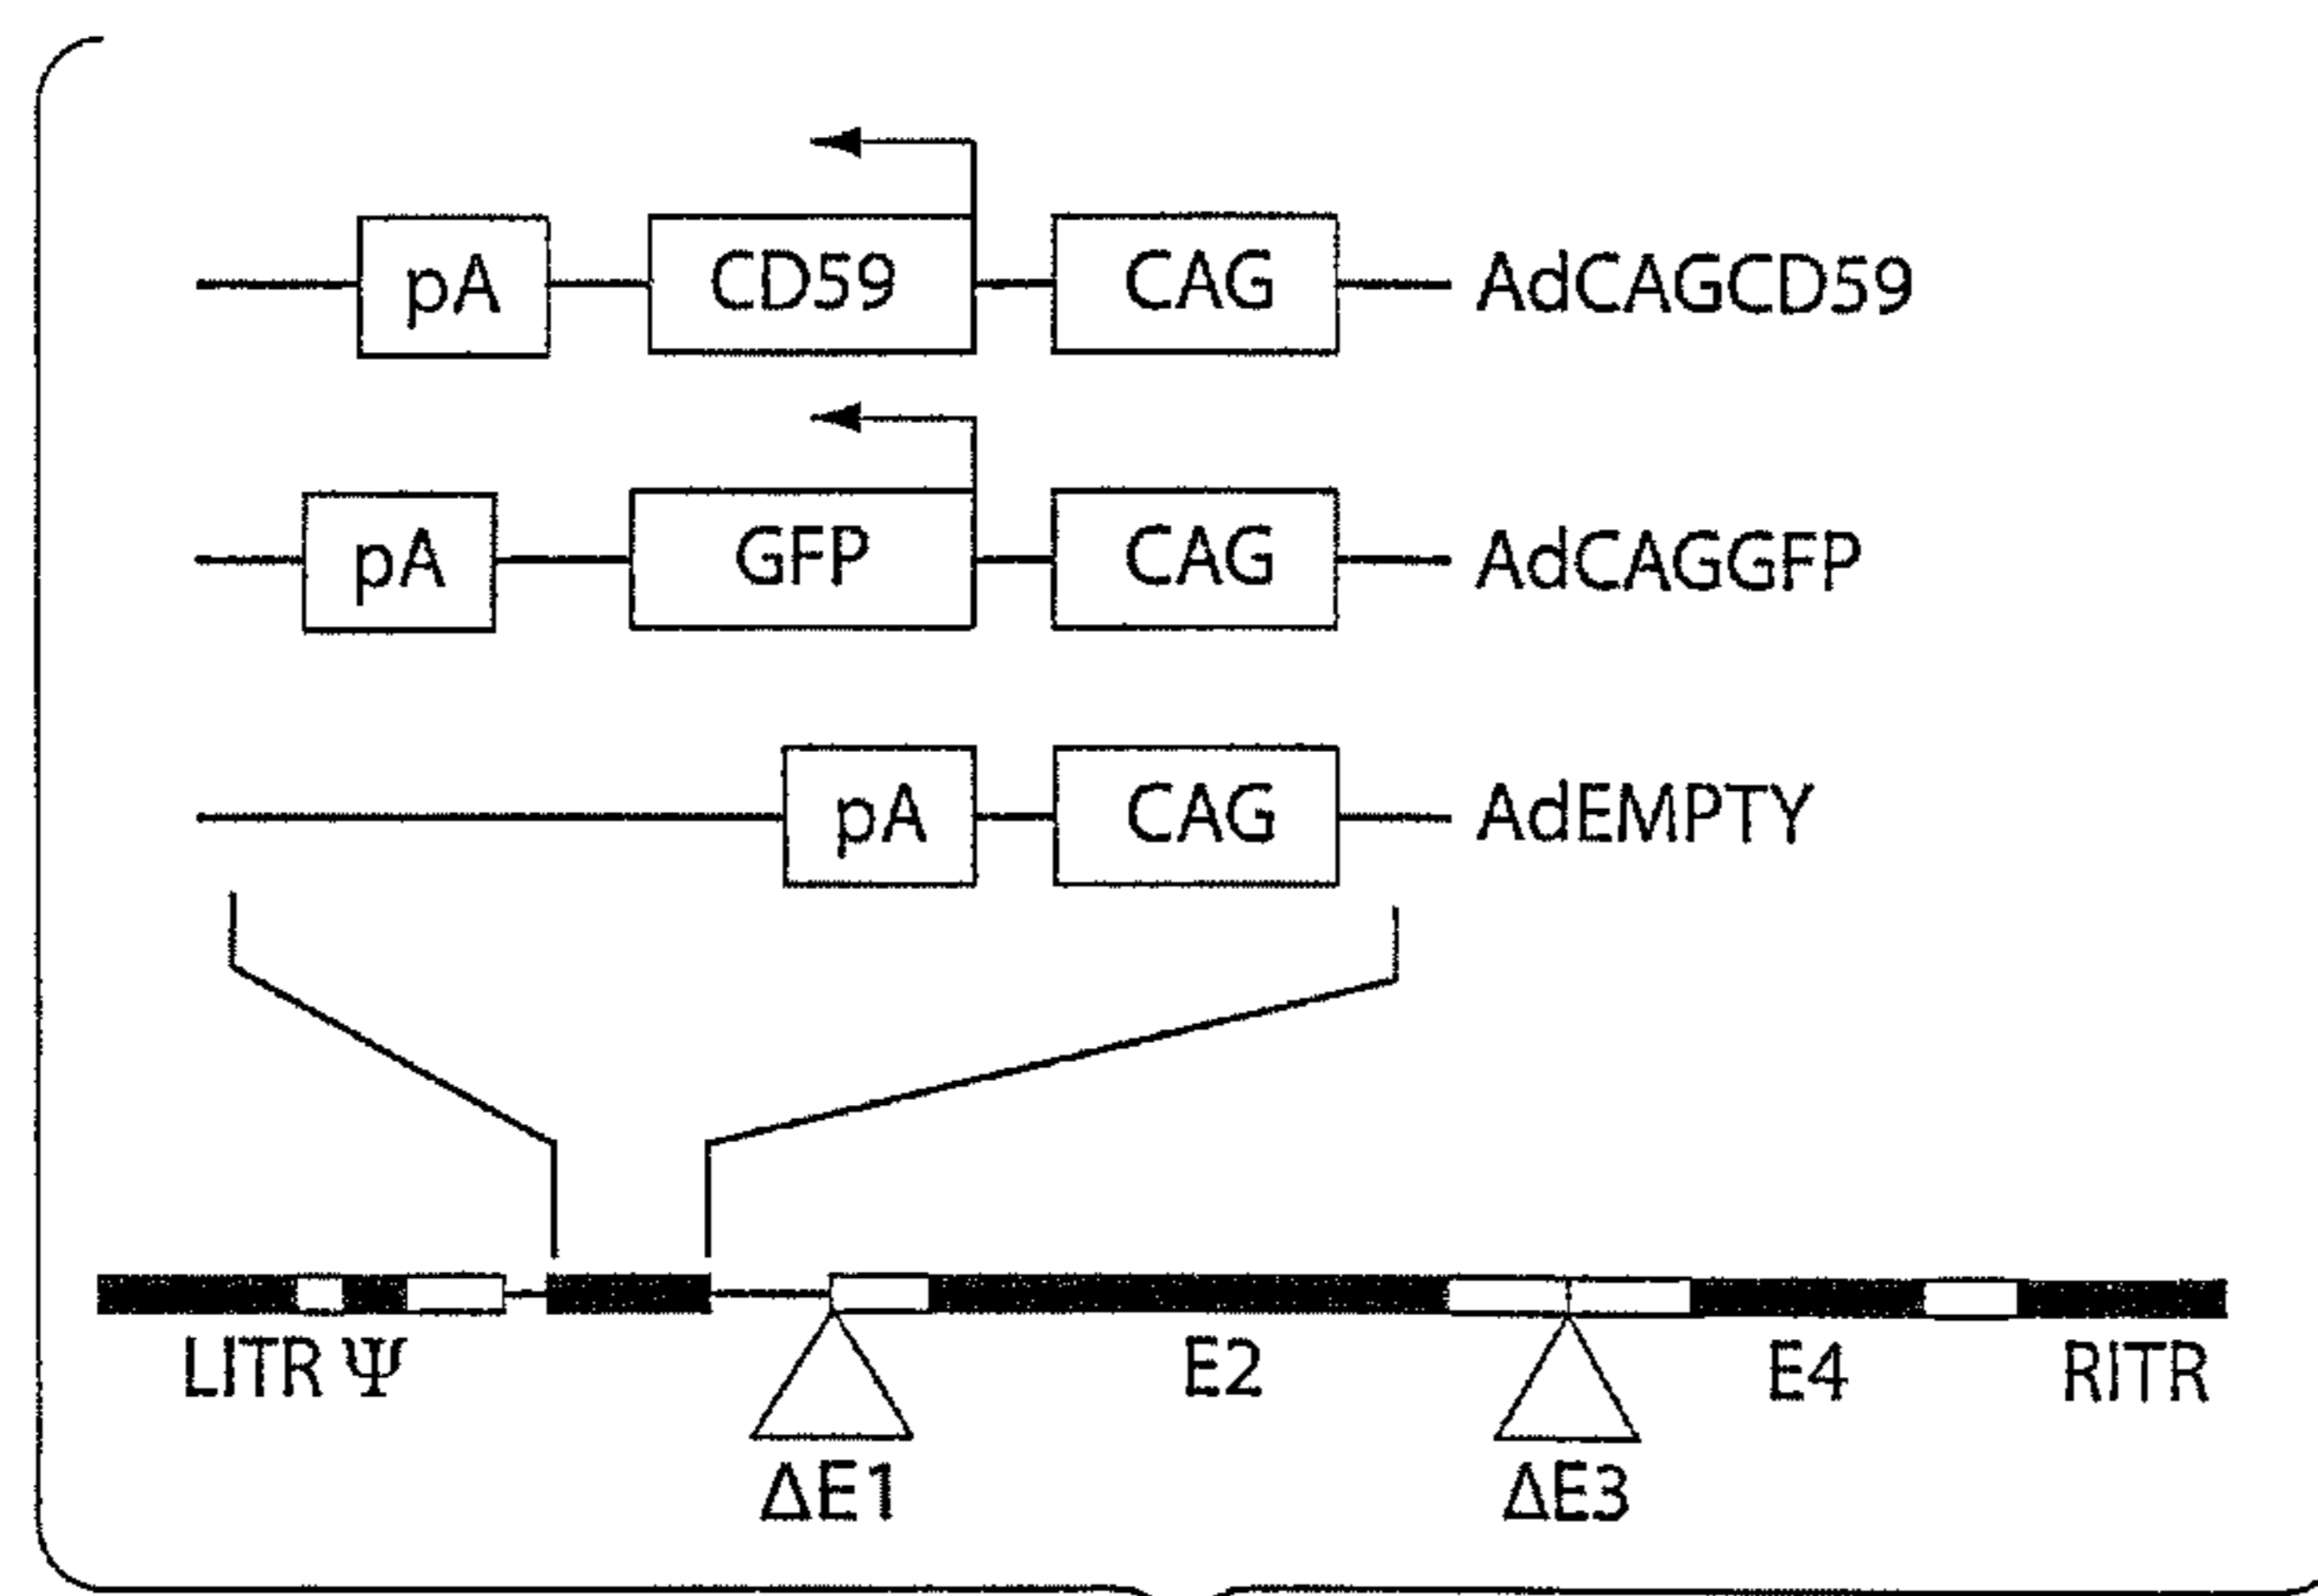 pA CD59 CAG AdCAGCD59
pA GFP CAG AdCAGGFP
pA CAG AdEMPTY
LITR Ψ E2 E4 RITR
ΔE1 ΔE3